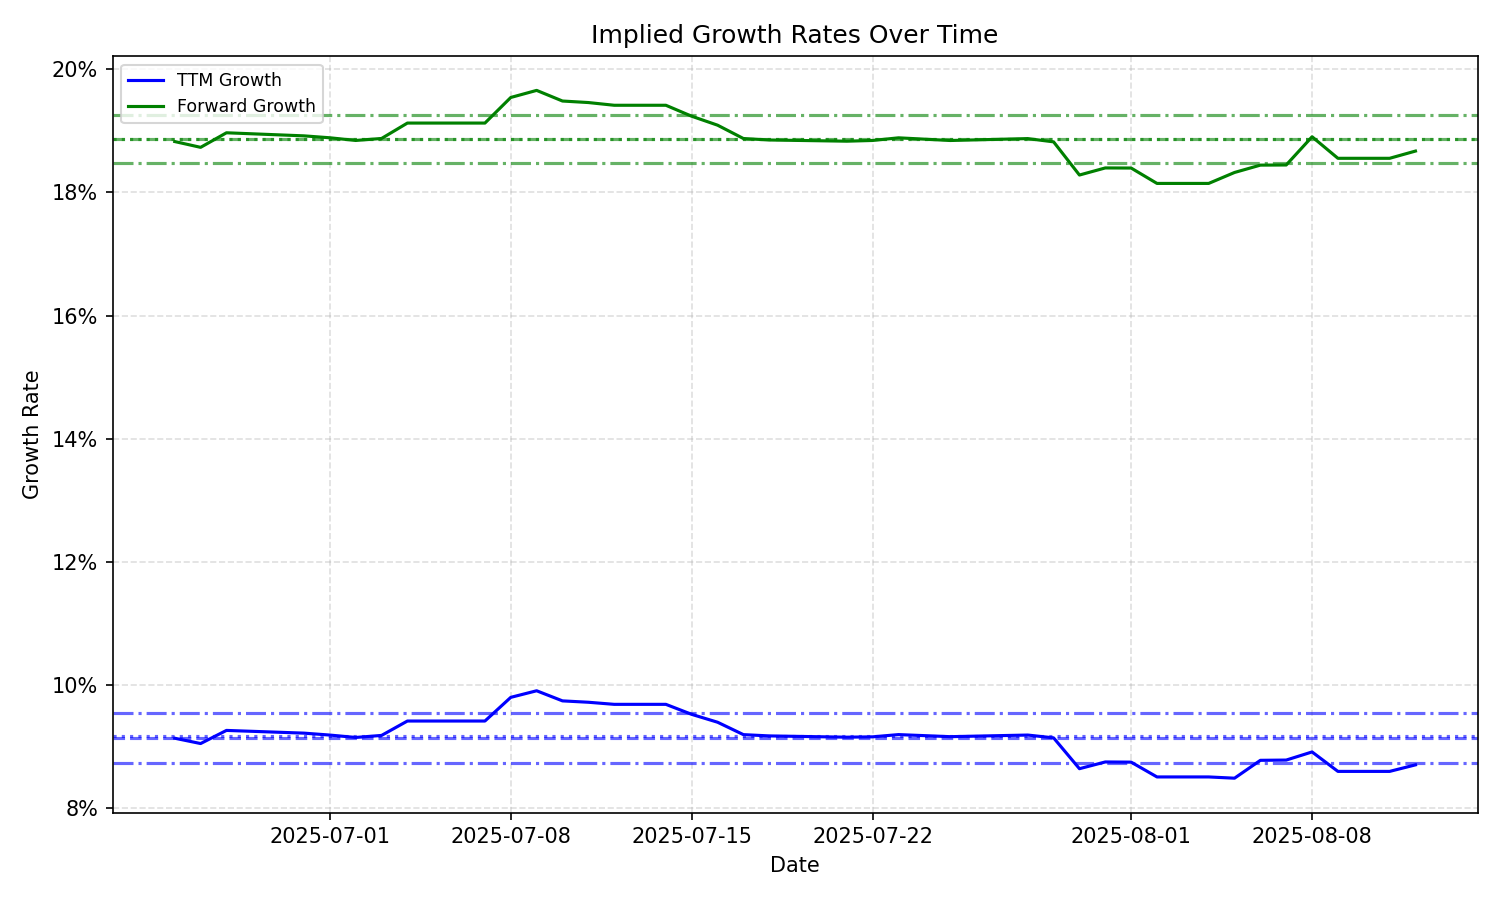 Implied Growth Rates Over Time
TTM Growth
Forward Growth
20%
18%
16%
14%
12%
10%
8%
Growth Rate
2025-07-01
2025-07-08
2025-07-15
2025-07-22
2025-08-01
2025-08-08
Date